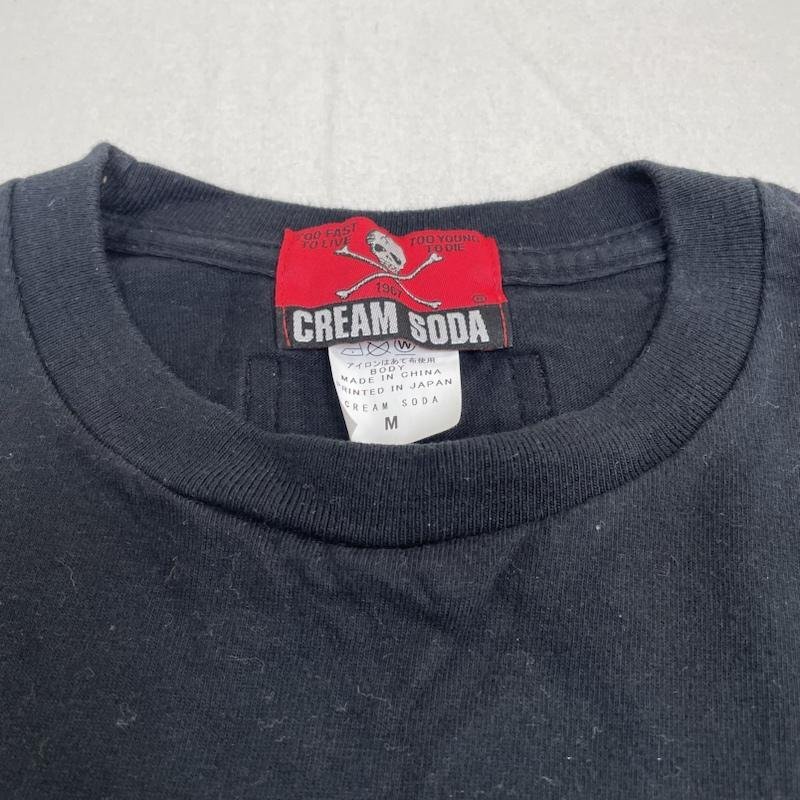 TOO FAST
TO LIVE
TOO YOUNG
TO DIE
1967
CREAM SODA
W
アイロンはあて布使用
BODY
MADE IN CHINA
PRINTED IN JAPAN
CREAM SODA
M